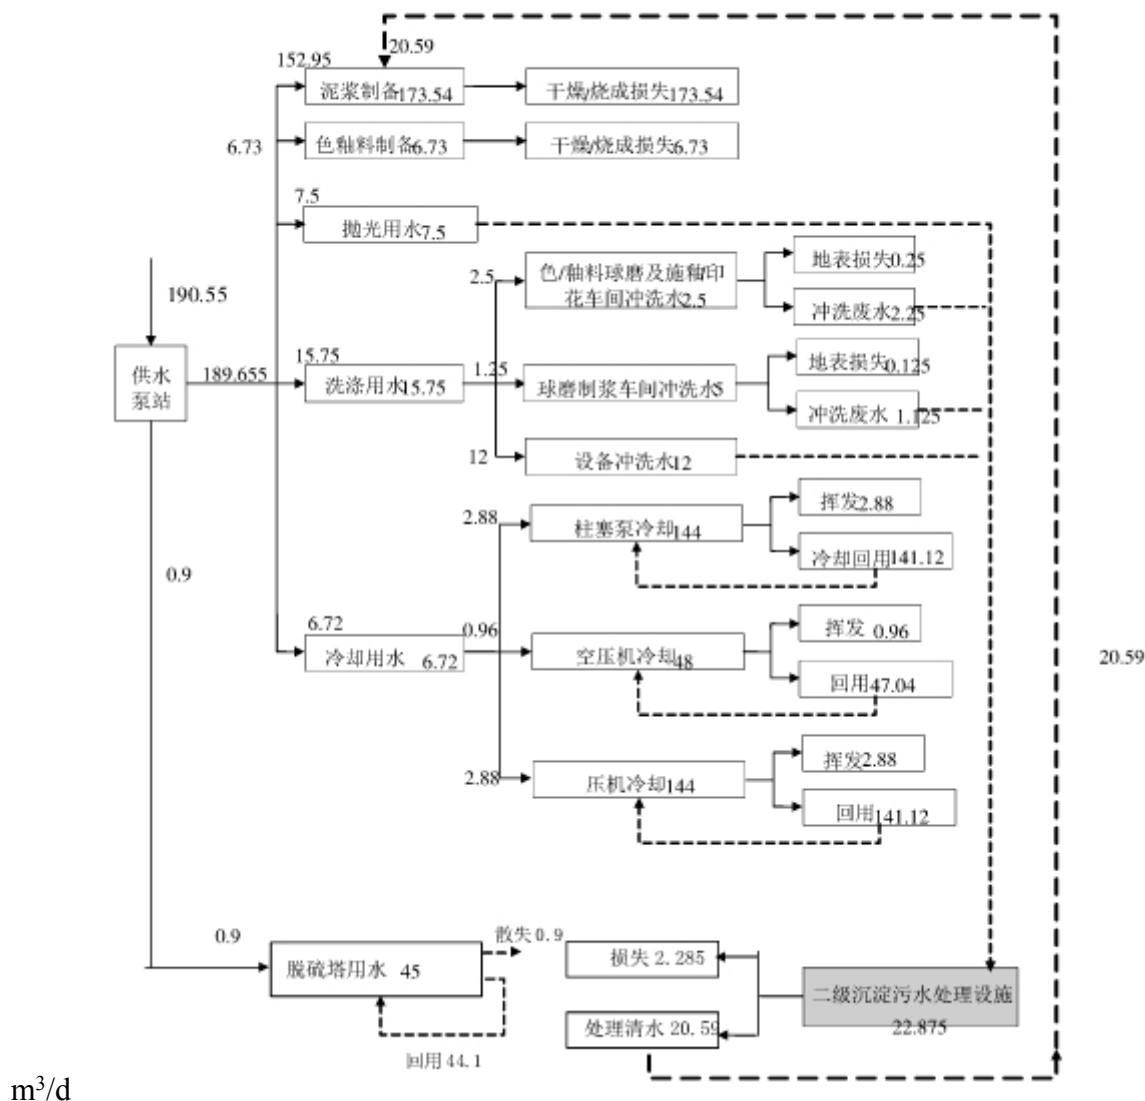 20.59
152.95
泥浆制备173.54
干燥/烧成损失173.54
6.73
色釉料制备6.73
干燥/烧成损失6.73
7.5
抛光用水7.5
190.55
供水
泵站
189.655
15.75
洗涤用水15.75
2.5
色/釉料球磨及施釉/印
花车间冲洗水2.5
地表损失0.25
冲洗废水2.25
1.25
球磨制浆车间冲洗水5
地表损失0.125
冲洗废水1.125
12
设备冲洗水12
2.88
柱塞泵冷却144
挥发2.88
冷却回用141.12
0.9
6.72
冷却用水 6.72
0.96
空压机冷却48
挥发 0.96
回用47.04
20.59
2.88
压机冷却144
挥发2.88
回用141.12
0.9
脱硫塔用水 45
散失0.9
回用44.1
损失 2.285
处理清水 20.59
二级沉淀污水处理设施
22.875
m³/d